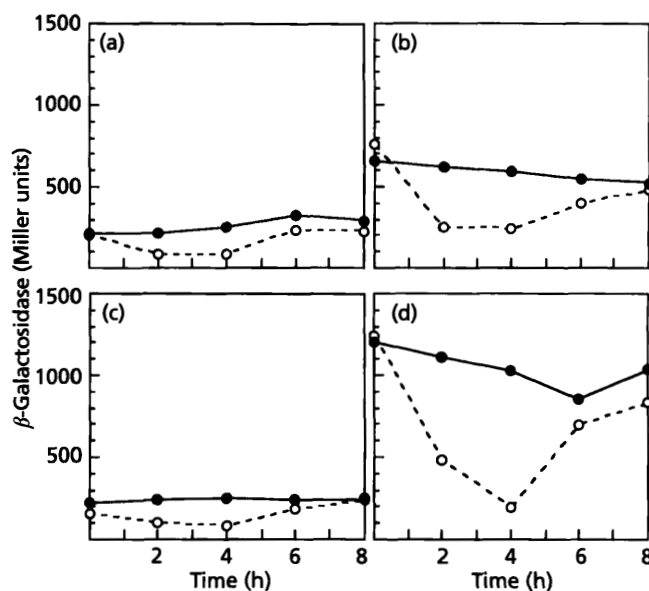 β-Galactosidase (Miller units)
(a)
1500
1000
500
(b)
(c)
1500
1000
500
2
4
6
8
Time (h)
(d)
2
4
6
8
Time (h)